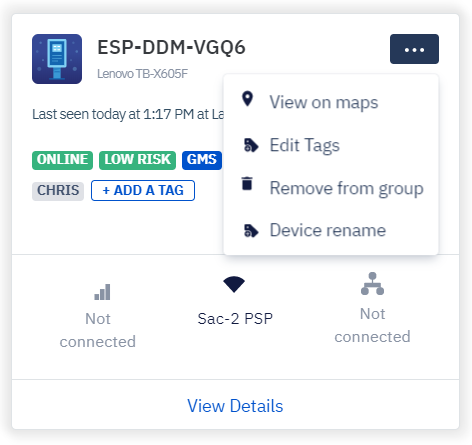 ESP-DDM-VGQ6
Lenovo TB-X605F
Last seen today at 1:17 PM at La
View on maps
Edit Tags
Remove from group
Device rename
ONLINE LOW RISK GMS
CHRIS + ADD A TAG
Not connected
Sac-2 PSP
Not connected
View Details